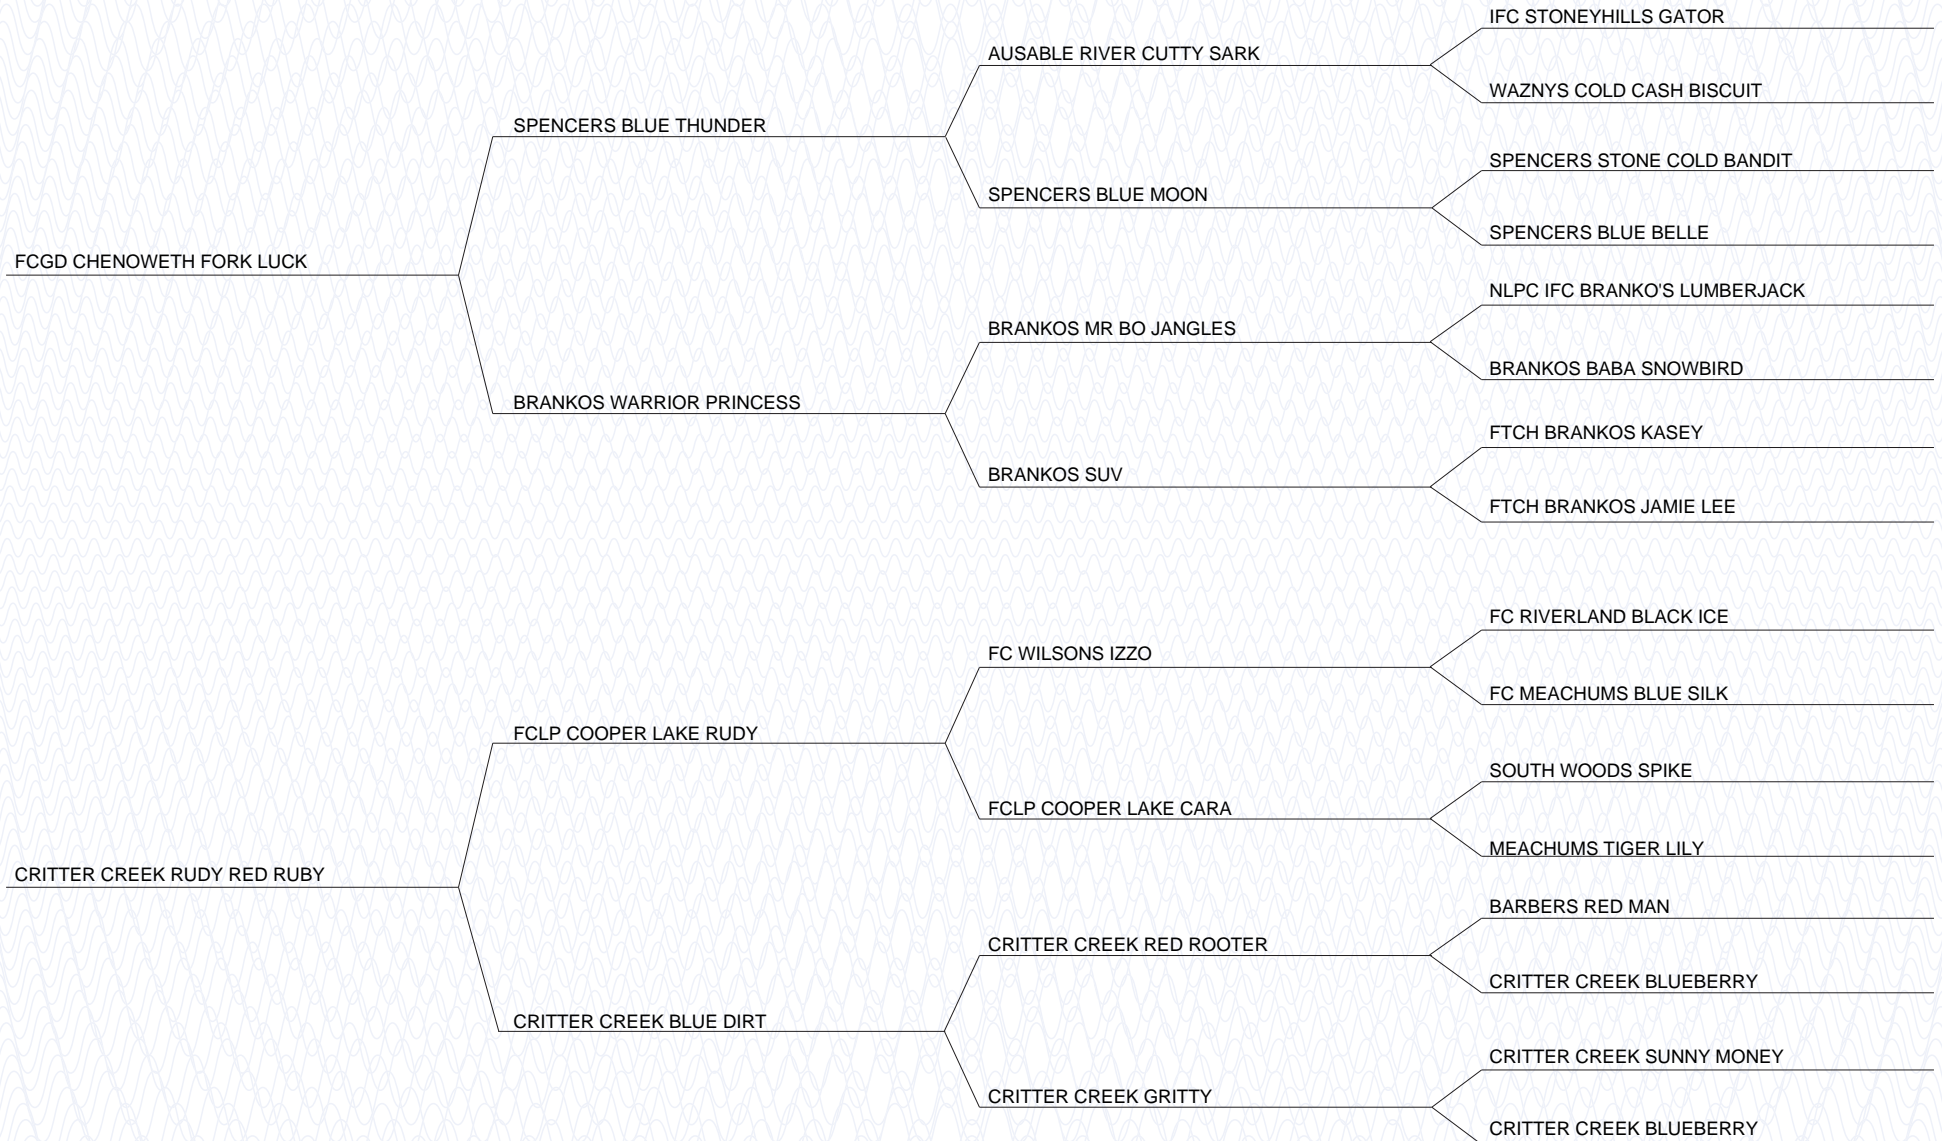 IFC STONEYHILLS GATOR
AUSABLE RIVER CUTTY SARK
WAZNYS COLD CASH BISCUIT
SPENCERS BLUE THUNDER
SPENCERS STONE COLD BANDIT
SPENCERS BLUE MOON
SPENCERS BLUE BELLE
FCGD CHENOWETH FORK LUCK
NLPC IFC BRANKO'S LUMBERJACK
BRANKOS MR BO JANGLES
BRANKOS BABA SNOWBIRD
BRANKOS WARRIOR PRINCESS
FTCH BRANKOS KASEY
BRANKOS SUV
FTCH BRANKOS JAMIE LEE
FC RIVERLAND BLACK ICE
FC WILSONS IZZO
FC MEACHUMS BLUE SILK
FCLP COOPER LAKE RUDY
SOUTH WOODS SPIKE
FCLP COOPER LAKE CARA
MEACHUMS TIGER LILY
CRITTER CREEK RUDY RED RUBY
BARBERS RED MAN
CRITTER CREEK RED ROOTER
CRITTER CREEK BLUEBERRY
CRITTER CREEK BLUE DIRT
CRITTER CREEK SUNNY MONEY
CRITTER CREEK GRITTY
CRITTER CREEK BLUEBERRY